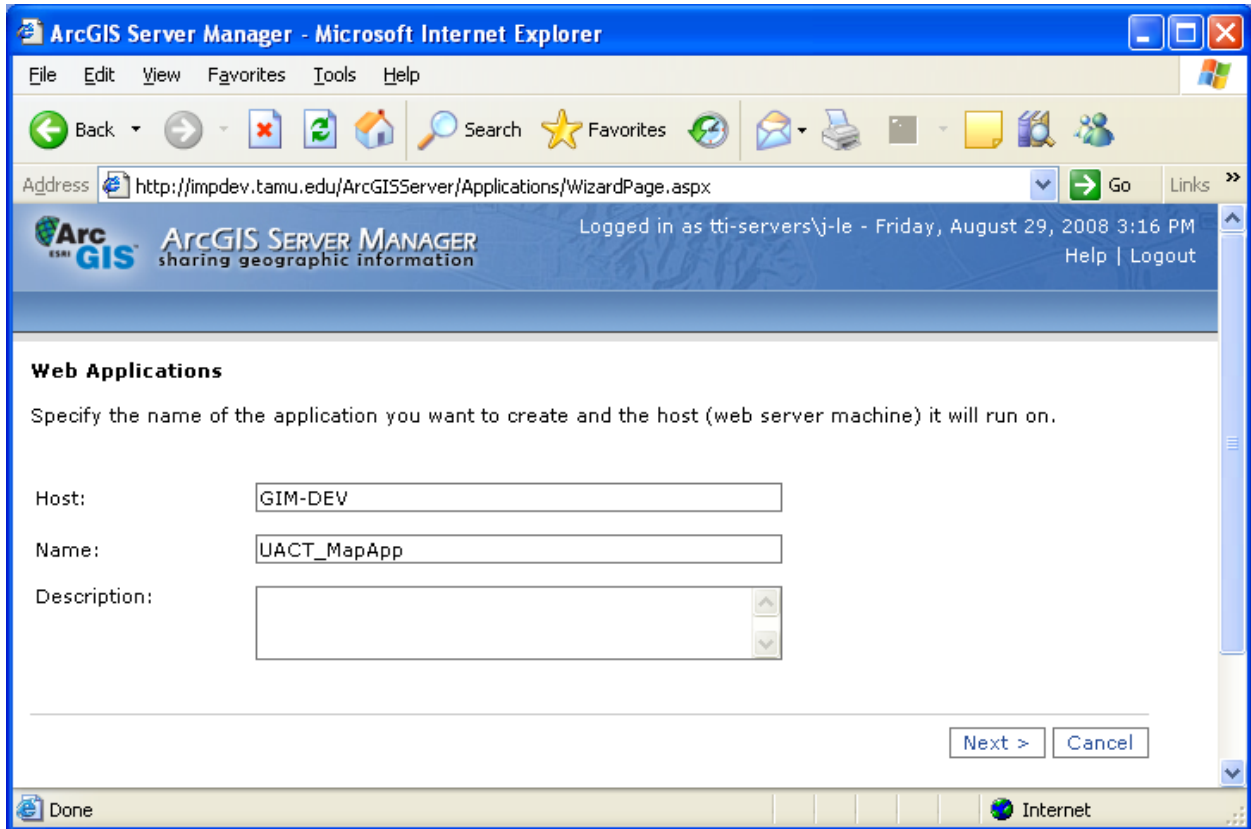 ArcGIS Server Manager - Microsoft Internet Explorer
File Edit View Favorites Tools Help
Back Search Favorites
Address http://impdev.tamu.edu/ArcGISServer/Applications/WizardPage.aspx Go Links »
Arc GIS ESRI ArcGIS Server Manager Logged in as tti-servers\j-le - Friday, August 29, 2008 3:16 PM
sharing geographic information Help | Logout
Web Applications
Specify the name of the application you want to create and the host (web server machine) it will run on.
Host: GIM-DEV
Name: UACT_MapApp
Description:
Next > Cancel
Done Internet